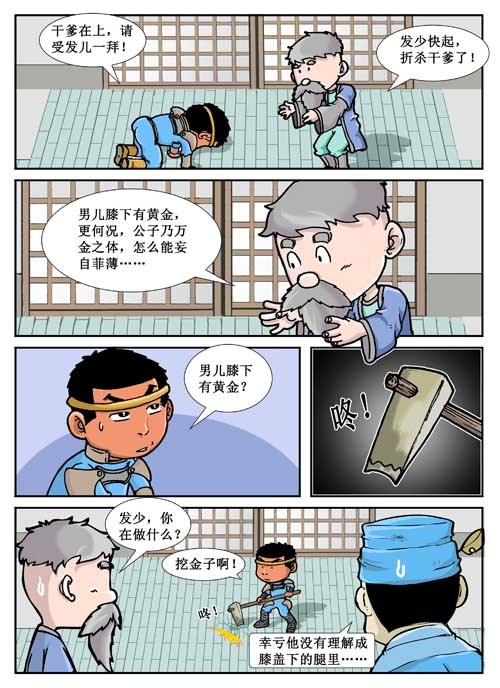 干爹在上，请
受发儿一拜！
发少快起，
折杀干爹了！
男儿膝下有黄金，
更何况，公子乃万
金之体，怎么能妄
自菲薄……
男儿膝下
有黄金？
咚！
发少，你
在做什么？
挖金子啊！
咚！
幸亏他没有理解成
膝盖下的腿里……